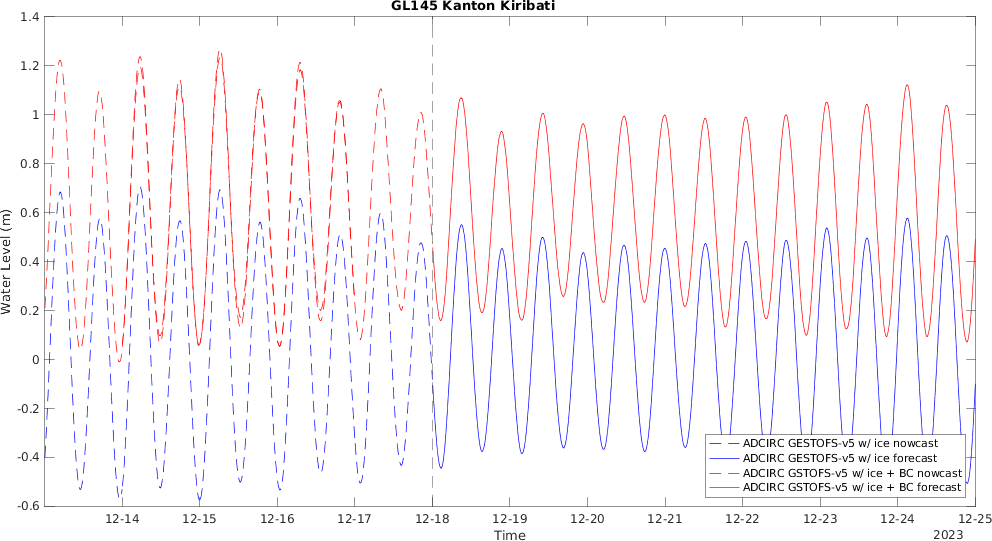 GL145 Kanton Kiribati
1.4
1.2
1
0.8
0.6
0.4
0.2
0
-0.2
-0.4
-0.6
Water Level (m)
ADCIRC GESTOFS-v5 w/ ice nowcast
ADCIRC GESTOFS-v5 w/ ice forecast
ADCIRC GSTOFS-v5 w/ ice + BC nowcast
ADCIRC GSTOFS-v5 w/ ice + BC forecast
12-14 12-15 12-16 12-17 12-18 12-19 12-20 12-21 12-22 12-23 12-24 12-25
Time
2023